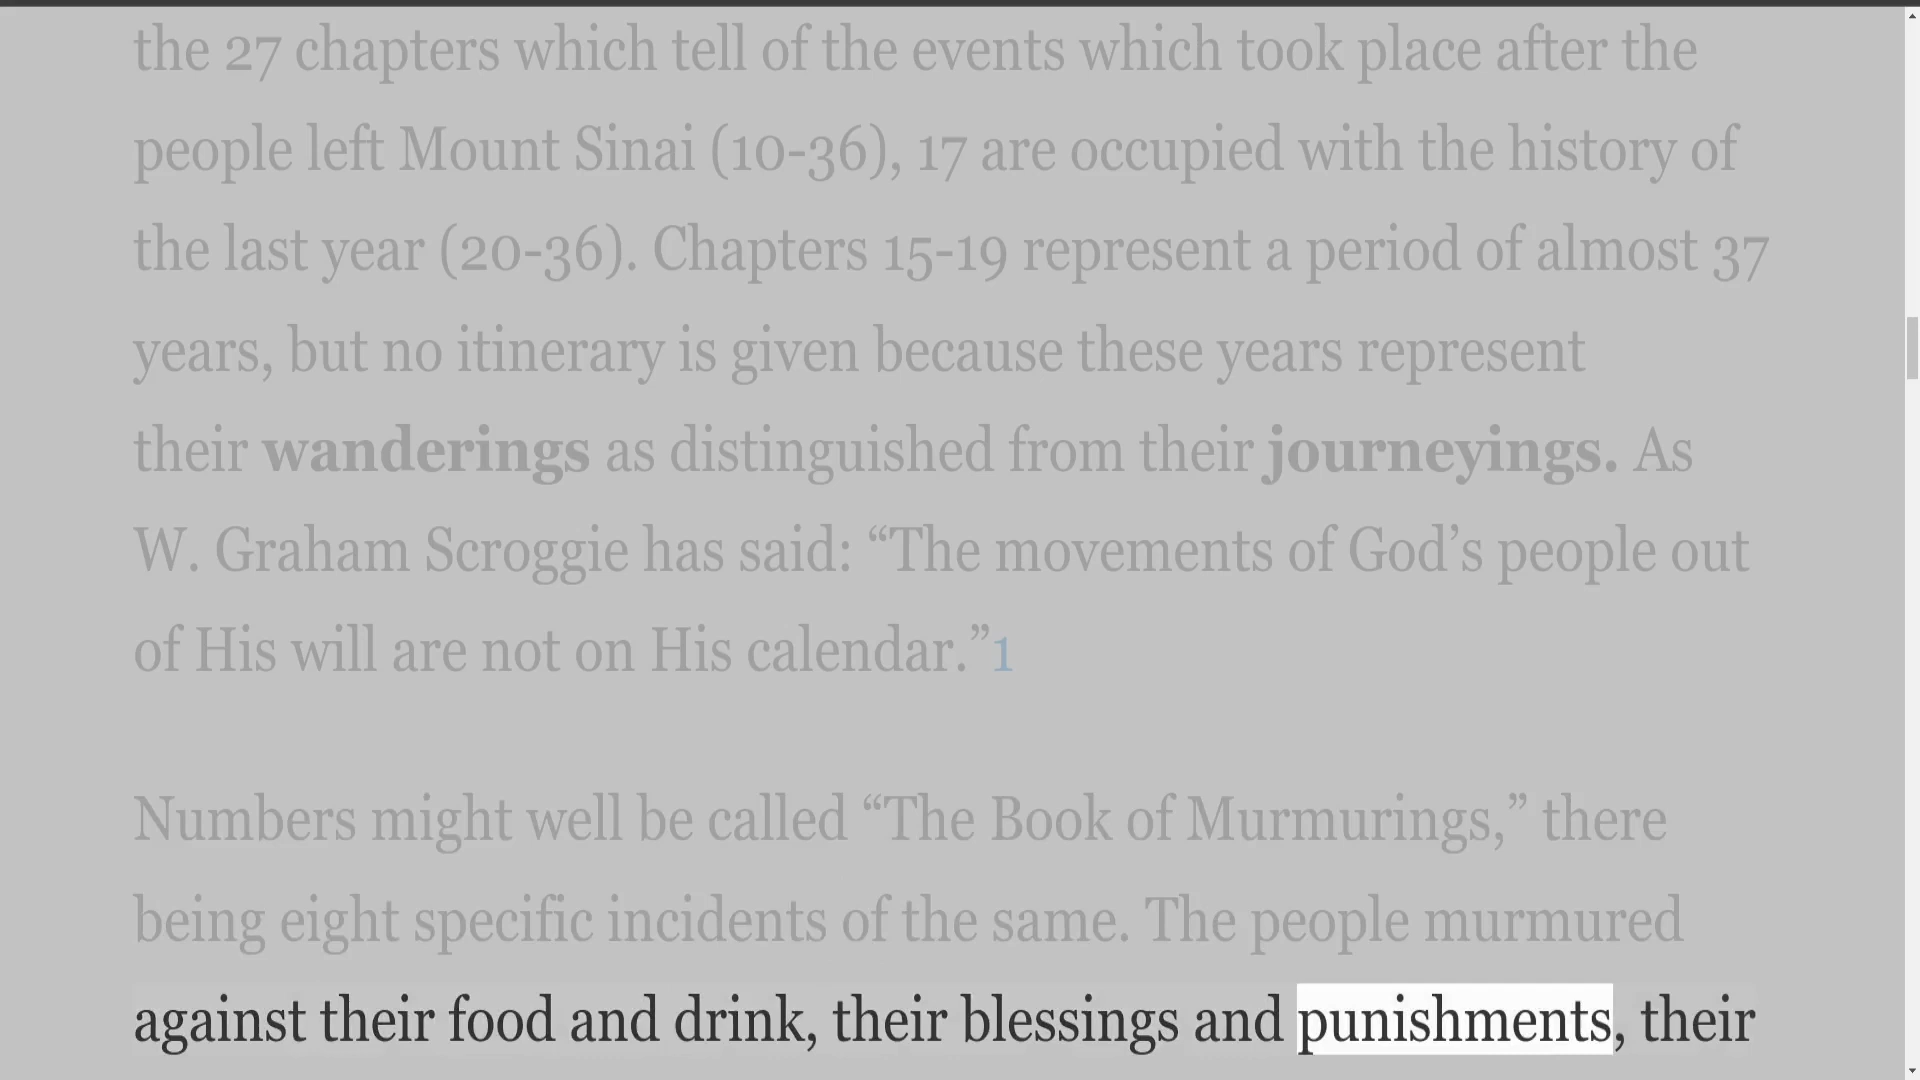 the 27 chapters which tell of the events which took place after the
people left Mount Sinai (10-36), 17 are occupied with the history of
the last year (20-36). Chapters 15-19 represent a period of almost 37
years, but no itinerary is given because these years represent
their wanderings as distinguished from their journeyings. As
W. Graham Scroggie has said: “The movements of God’s people out
of His will are not on His calendar.”1
Numbers might well be called “The Book of Murmurings,” there
being eight specific incidents of the same. The people murmured
against their food and drink, their blessings and punishments, their